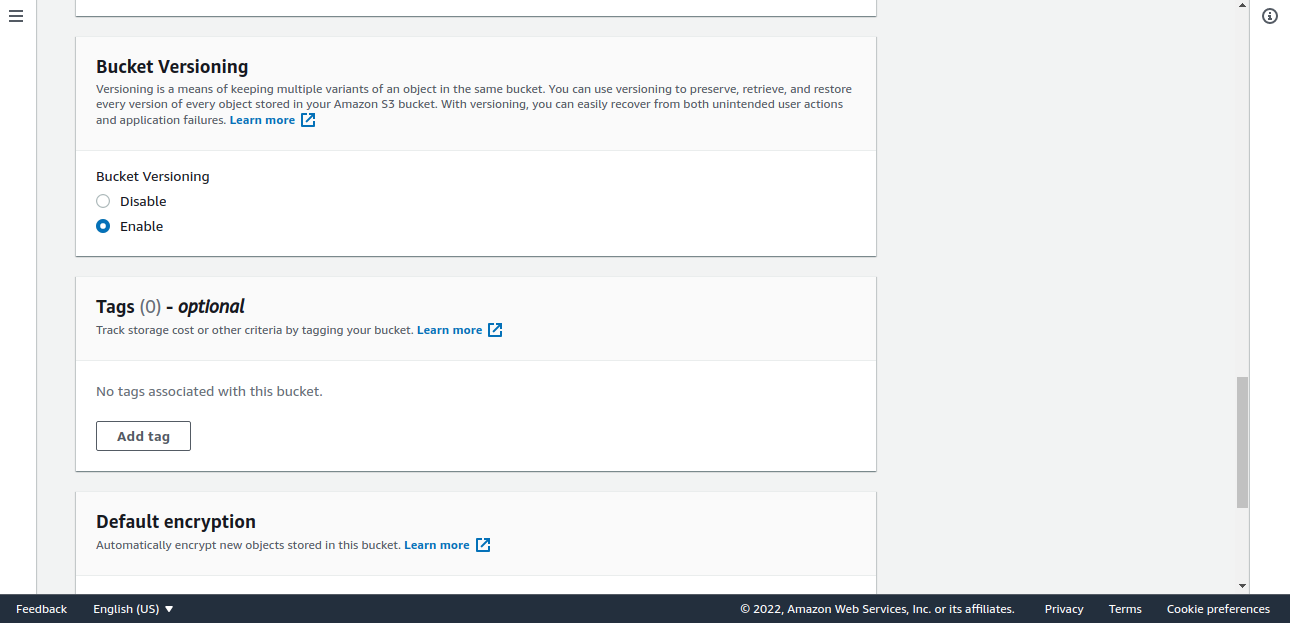 Bucket Versioning
Versioning is a means of keeping multiple variants of an object in the same bucket. You can use versioning to preserve, retrieve, and restore
every version of every object stored in your Amazon S3 bucket. With versioning, you can easily recover from both unintended user actions
and application failures. Learn more
Bucket Versioning
Disable
Enable
Tags (0) - optional
Track storage cost or other criteria by tagging your bucket. Learn more
No tags associated with this bucket.
Add tag
Default encryption
Automatically encrypt new objects stored in this bucket. Learn more
Feedback English (US) © 2022, Amazon Web Services, Inc. or its affiliates. Privacy Terms Cookie preferences